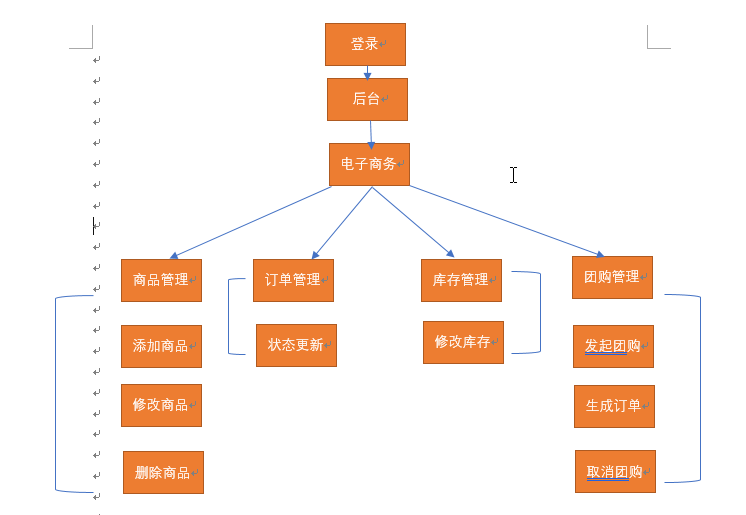 登录
后台
电子商务
商品管理
订单管理
库存管理
团购管理
添加商品
状态更新
修改库存
发起团购
修改商品
生成订单
删除商品
取消团购